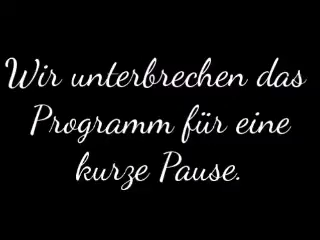 Wir unterbrechen das
Programm für eine
kurze Pause.